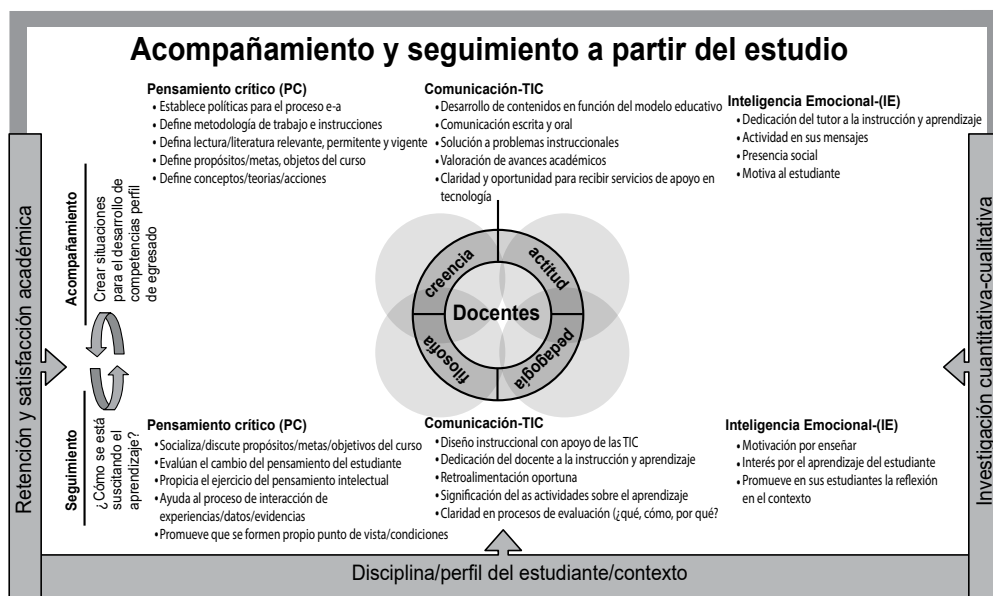 Acompañamiento y seguimiento a partir del estudio
Pensamiento crítico (PC)
• Establece políticas para el proceso e-a
• Define metodología de trabajo e instrucciones
• Defina lectura/literatura relevante, permitente y vigente
• Define propósitos/metas, objetos del curso
• Define conceptos/teorias/acciones
Comunicación-TIC
• Desarrollo de contenidos en función del modelo educativo
• Comunicación escrita y oral
• Solución a problemas instruccionales
• Valoración de avances académicos
• Claridad y oportunidad para recibir servicios de apoyo en
tecnología
Inteligencia Emocional-(IE)
• Dedicación del tutor a la instrucción y aprendizaje
• Actividad en sus mensajes
• Presencia social
• Motiva al estudiante
Retención y satisfacción académica
Acompañamiento
Crear situaciones
para el desarrollo de
competencias perfil
de egresado
creencia
actitud
Docentes
filosofía
pedagogía
Investigación cuantitativa-cualitativa
Seguimiento
¿Cómo se está
suscitando el
aprendizaje?
Pensamiento crítico (PC)
• Socializa/discute propósitos/metas/objetivos del curso
• Evalúan el cambio del pensamiento del estudiante
• Propicia el ejercicio del pensamiento intelectual
• Ayuda al proceso de interacción de
experiencias/datos/evidencias
• Promueve que se formen propio punto de vista/condiciones
Comunicación-TIC
• Diseño instruccional con apoyo de las TIC
• Dedicación del docente a la instrucción y aprendizaje
• Retroalimentación oportuna
• Significación del as actividades sobre el aprendizaje
• Claridad en procesos de evaluación (¿qué, cómo, por qué?
Inteligencia Emocional-(IE)
• Motivación por enseñar
• Interés por el aprendizaje del estudiante
• Promueve en sus estudiantes la reflexión
en el contexto
Disciplina/perfil del estudiante/contexto